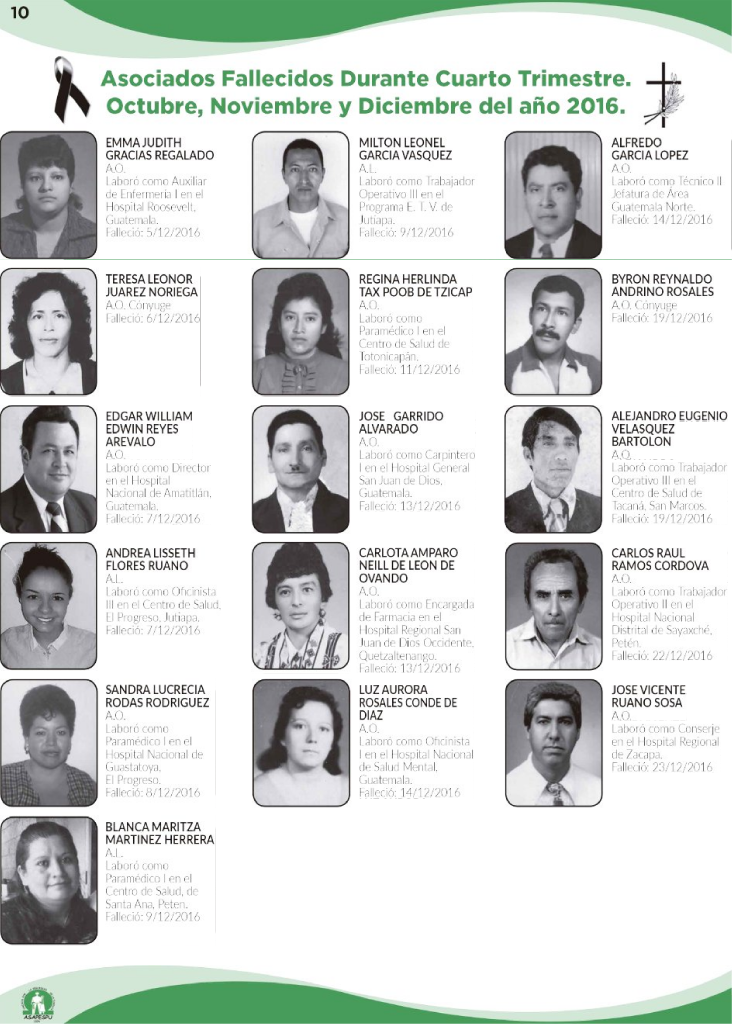 10
Asociados Fallecidos Durante Cuarto Trimestre.
Octubre, Noviembre y Diciembre del año 2016.
EMMA JUDITH
GRACIAS REGALADO
A.O.
Laboró como Auxiliar
de Enfermería I en el
Hospital Roosevelt,
Guatemala.
Falleció: 5/12/2016
TERESA LEONOR
JUAREZ NORIEGA
A.O. Cónyuge
Falleció: 6/12/2016
EDGAR WILLIAM
EDWIN REYES
AREVALO
A.O.
Laboró como Director
en el Hospital
Nacional de Amatitlán,
Guatemala.
Falleció: 7/12/2016
ANDREA LISSETH
FLORES RUANO
A.L.
Laboró como Oficinista
III en el Centro de Salud,
El Progreso, Jutiapa.
Falleció: 7/12/2016
SANDRA LUCRECIA
RODAS RODRIGUEZ
A.O.
Laboró como
Paramédico I en el
Hospital Nacional de
Guastatoya,
El Progreso.
Falleció: 8/12/2016
BLANCA MARITZA
MARTINEZ HERRERA
A.L.
Laboró como
Paramédico I en el
Centro de Salud, de
Santa Ana, Peten.
Falleció: 9/12/2016
MILTON LEONEL
GARCIA VASQUEZ
A.L.
Laboró como Trabajador
Operativo III en el
Programa E. T. V. de
Jutiapa.
Falleció: 9/12/2016
REGINA HERLINDA
TAX POOB DE TZICAP
A.O.
Laboró como
Paramédico I en el
Centro de Salud de
Totonicapán.
Falleció: 11/12/2016
JOSE GARRIDO
ALVARADO
A.O.
Laboró como Carpintero
I en el Hospital General
San Juan de Dios,
Guatemala.
Falleció: 13/12/2016
CARLOTA AMPARO
NEILL DE LEON DE
OVANDO
A.O.
Laboró como Encargada
de Farmacia en el
Hospital Regional San
Juan de Dios Occidente,
Quetzaltenango.
Falleció: 13/12/2016
LUZ AURORA
ROSALES CONDE DE
DIAZ
A.O.
Laboró como Oficinista
I en el Hospital Nacional
de Salud Mental,
Guatemala.
Falleció: 14/12/2016
ALFREDO
GARCIA LOPEZ
A.O.
Laboró como Técnico II
Jefatura de Área
Guatemala Norte.
Falleció: 14/12/2016
BYRON REYNALDO
ANDRINO ROSALES
A.O. Cónyuge
Falleció: 19/12/2016
ALEJANDRO EUGENIO
VELASQUEZ
BARTOLON
A.O.
Laboró como Trabajador
Operativo III en el
Centro de Salud de
Tacaná, San Marcos.
Falleció: 19/12/2016
CARLOS RAUL
RAMOS CORDOVA
A.O.
Laboró como Trabajador
Operativo II en el
Hospital Nacional
Distrital de Sayaxché,
Petén.
Falleció: 22/12/2016
JOSE VICENTE
RUANO SOSA
A.O.
Laboró como Conserje
en el Hospital Regional
de Zacapa.
Falleció: 23/12/2016